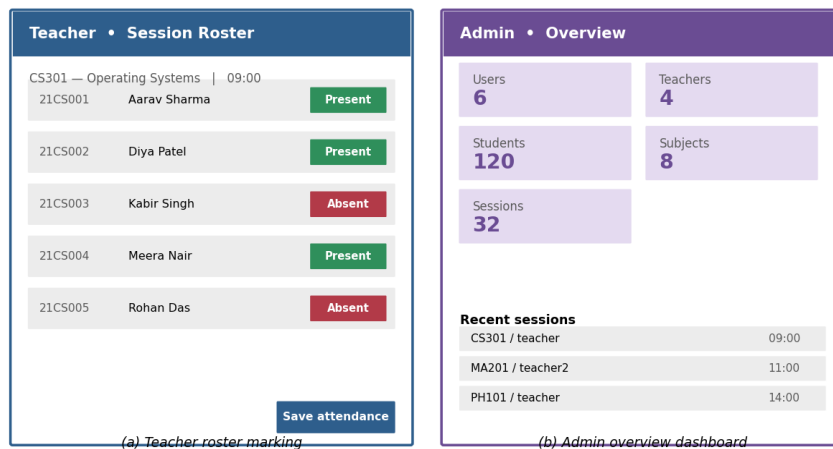 Teacher • Session Roster
CS301 — Operating Systems | 09:00
21CS001 Aarav Sharma Present
21CS002 Diya Patel Present
21CS003 Kabir Singh Absent
21CS004 Meera Nair Present
21CS005 Rohan Das Absent
Save attendance
(a) Teacher roster marking
Admin • Overview
Users
6
Teachers
4
Students
120
Subjects
8
Sessions
32
Recent sessions
CS301 / teacher 09:00
MA201 / teacher2 11:00
PH101 / teacher 14:00
(b) Admin overview dashboard